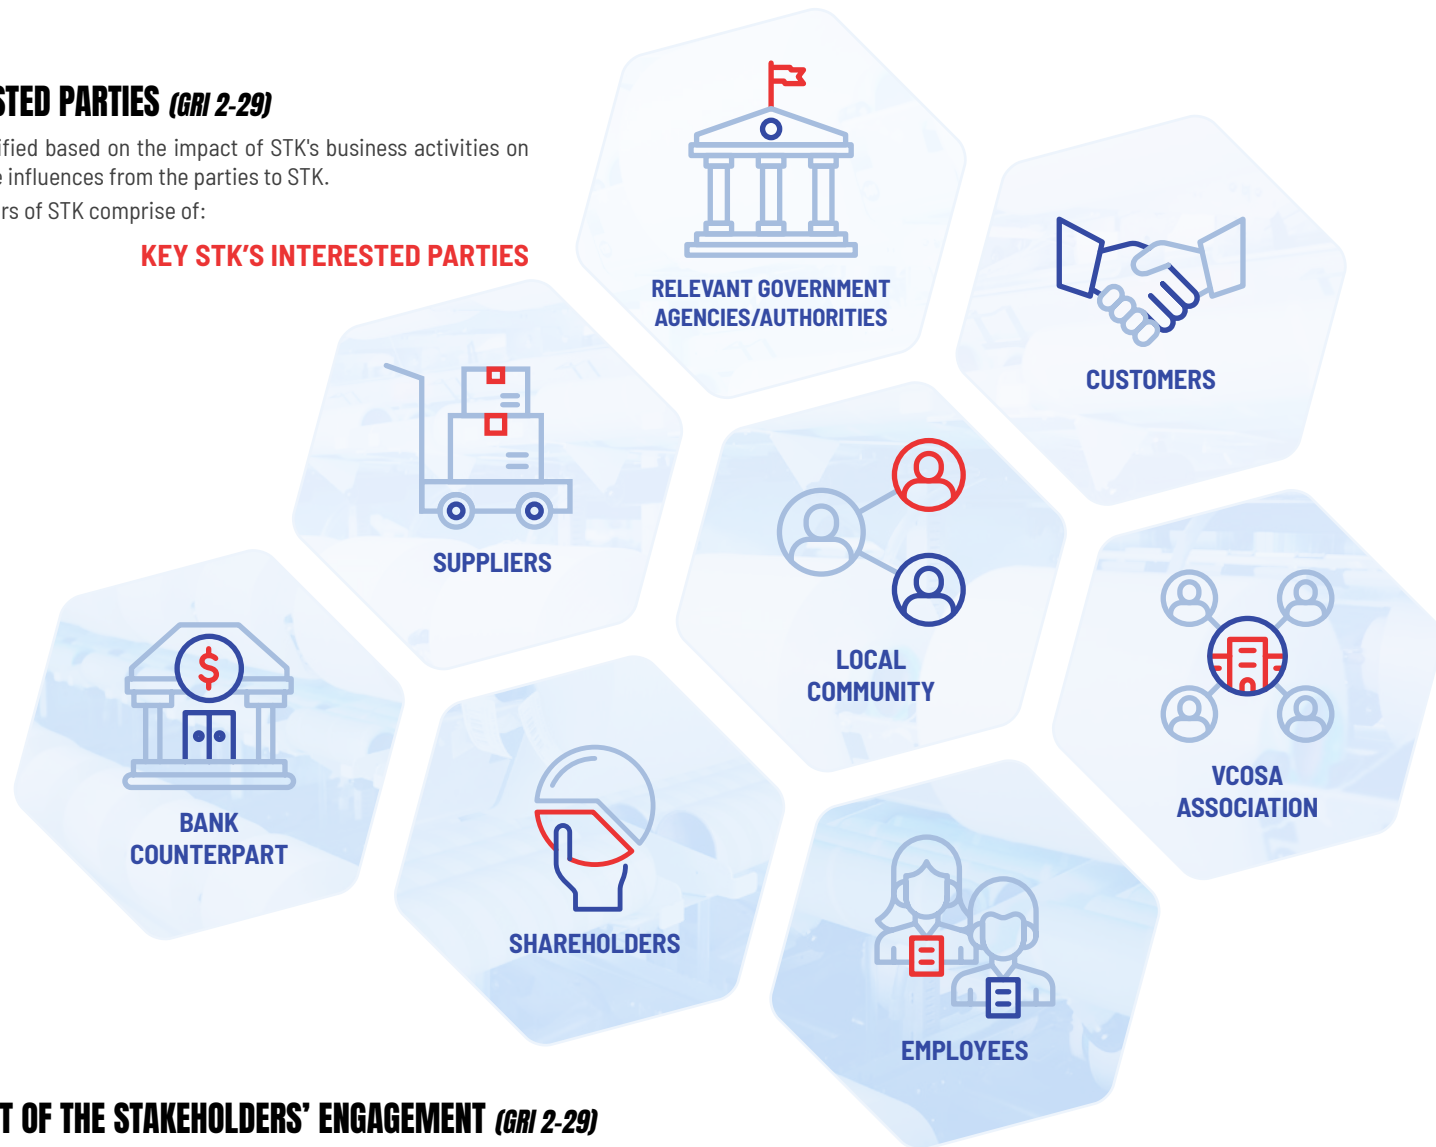 STED PARTIES (GRI 2-29)
ified based on the impact of STK's business activities on
e influences from the parties to STK.
rs of STK comprise of:
KEY STK'S INTERESTED PARTIES
RELEVANT GOVERNMENT
AGENCIES/AUTHORITIES
CUSTOMERS
SUPPLIERS
LOCAL
COMMUNITY
VCOSA
ASSOCIATION
BANK
COUNTERPART
SHAREHOLDERS
EMPLOYEES
T OF THE STAKEHOLDERS' ENGAGEMENT (GRI 2-29)